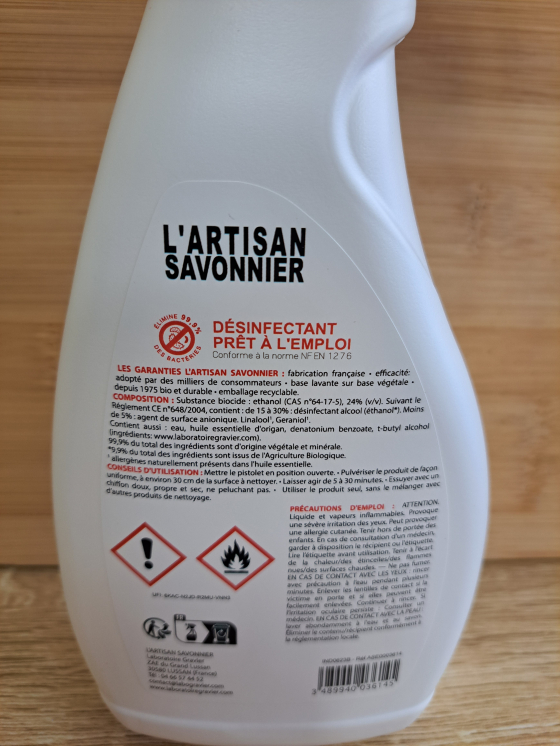 L'ARTISAN
SAVONNIER
ÉLIMINE 99,9%
DES BACTÉRIES
DÉSINFECTANT
PRÊT À L'EMPLOI
Conforme à la norme NF EN 1276
LES GARANTIES L'ARTISAN SAVONNIER : fabrication française • efficacité:
adopté par des milliers de consommateurs • base lavante sur base végétale •
depuis 1975 bio et durable • emballage recyclable.
COMPOSITION : Substance biocide : ethanol (CAS n°64-17-5), 24% (v/v). Suivant le
Règlement CE n°648/2004, contient : de 15 à 30% : désinfectant alcool (éthanol*). Moins
de 5% : agent de surface anionique. Linalool¹, Geraniol¹.
Contient aussi : eau, huile essentielle d'origan, denatonium benzoate, t-butyl alcohol
(ingrédients: www.laboratoiregravier.com).
99,9% du total des ingrédients sont d'origine végétale et minérale.
*9,9% du total des ingrédients sont issus de l'Agriculture Biologique.
¹ allergènes naturellement présents dans l'huile essentielle.
CONSEILS D'UTILISATION : Mettre le pistolet en position ouverte. • Pulvériser le produit de façon
uniforme, à environ 30 cm de la surface à nettoyer. • Laisser agir de 5 à 30 minutes. • Essuyer avec un
chiffon doux, propre et sec, ne peluchant pas. • Utiliser le produit seul, sans le mélanger avec
d'autres produits de nettoyage.
PRÉCAUTIONS D'EMPLOI : ATTENTION.
Liquide et vapeurs inflammables. Provoque
une sévère irritation des yeux. Peut provoquer
une allergie cutanée. Tenir hors de portée des
enfants. En cas de consultation d'un médecin,
garder à disposition le récipient ou l'étiquette.
Lire l'étiquette avant utilisation. Tenir à l'écart
de la chaleur/des étincelles/des flammes
nues/des surfaces chaudes. — Ne pas fumer.
EN CAS DE CONTACT AVEC LES YEUX : rincer
avec précaution à l'eau pendant plusieurs
minutes. Enlever les lentilles de contact si la
victime en porte et si elles peuvent être
facilement enlevées. Continuer à rincer. Si
l'irritation oculaire persiste : Consulter un
médecin. EN CAS DE CONTACT AVEC LA PEAU :
laver abondamment à l'eau et au savon.
Éliminer le contenu/récipient conformément à
la réglementation locale.
L'ARTISAN SAVONNIER
Laboratoire Gravier
ZAE du Grand Lussan
30580 LUSSAN (France)
contact@labogravier.com
www.laboratoiregravier.com
3 489940 036145